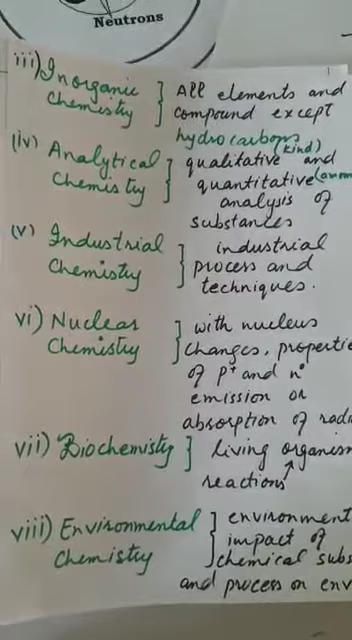 Neutrons
iii) Inorganic } All elements and
Chemistry compound except
hydrocarbons
(iv) Analytical } qualitative (kind) and
Chemistry quantitative
analysis of
substances
(v) Industrial } industrial
Chemistry process and
techniques.
vi) Nuclear } with nucleus
Chemistry changes, properti
of p+ and n°
emission or
absorption of radi
vii) Biochemistry } living organism
reactions
viii) Environmental } environment
Chemistry impact of
chemical subs
and process on env